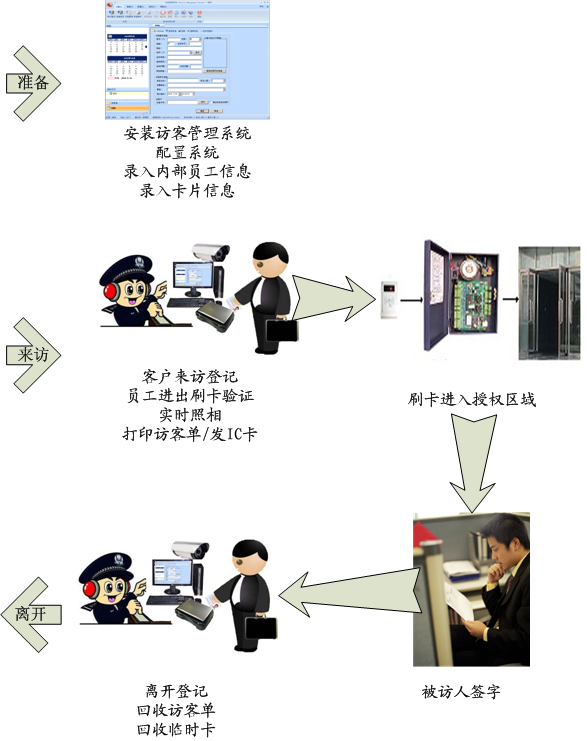 准备
安装访客管理系统
配置系统
录入内部员工信息
录入卡片信息
来访
客户来访登记
员工进出刷卡验证
实时照相
打印访客单/发IC卡
刷卡进入授权区域
离开
离开登记
回收访客单
回收临时卡
被访人签字